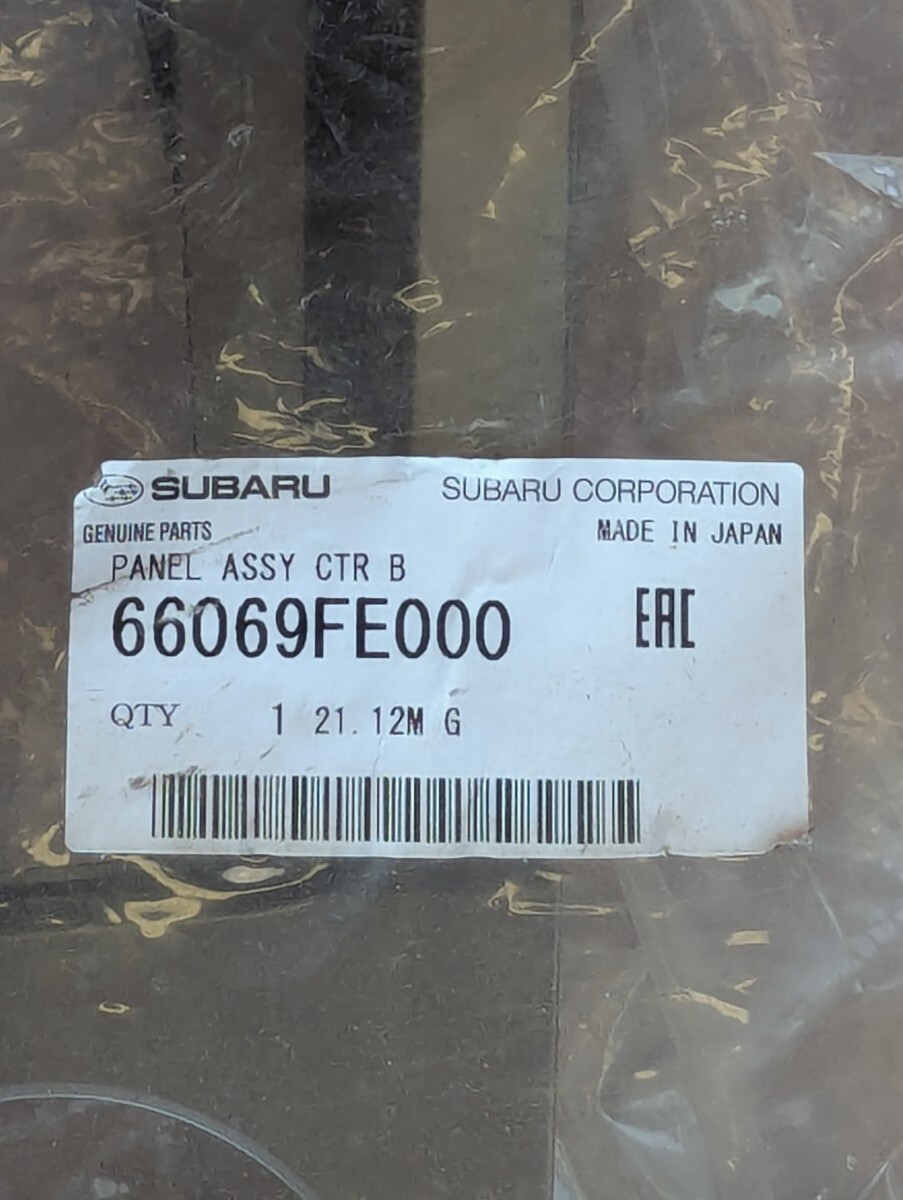 SUBARU SUBARU CORPORATION
GENUINE PARTS MADE IN JAPAN
PANEL ASSY CTR B
66069FE000 EAC
QTY 1 21.12M G